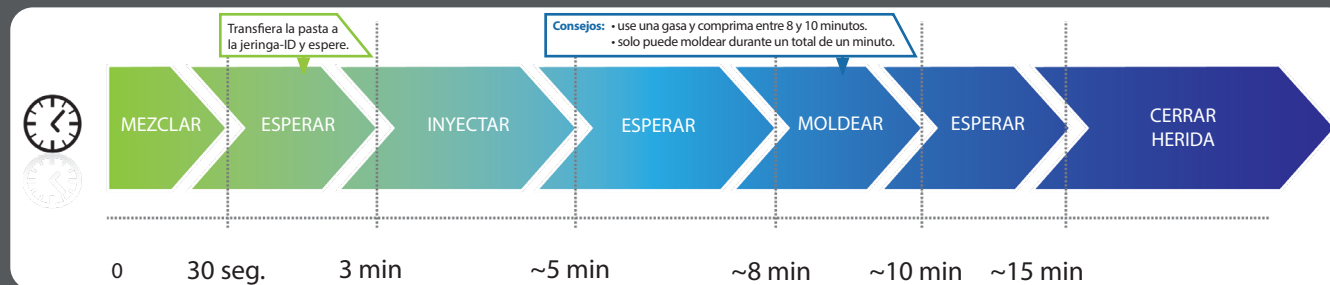 Transfiera la pasta a
la jeringa-ID y espere.
Consejos: • use una gasa y comprima entre 8 y 10 minutos.
• solo puede moldear durante un total de un minuto.
MEZCLAR
ESPERAR
INYECTAR
ESPERAR
MOLDEAR
ESPERAR
CERRAR
HERIDA
0
30 seg.
3 min
~5 min
~8 min
~10 min
~15 min